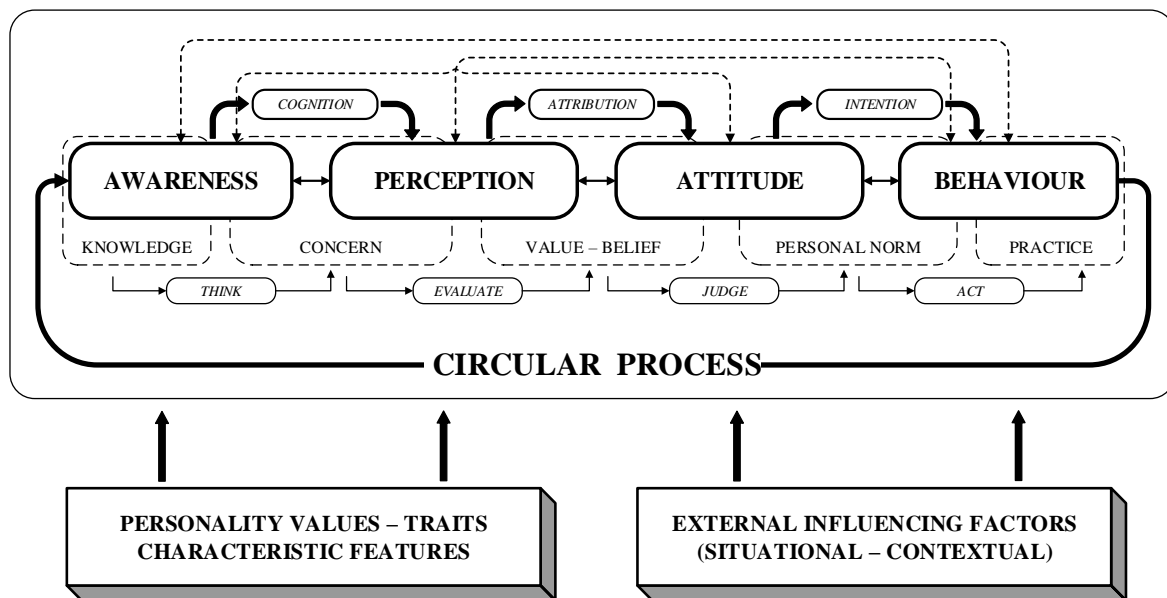 COGNITION
ATTRIBUTION
INTENTION
AWARENESS
PERCEPTION
ATTITUDE
BEHAVIOUR
KNOWLEDGE
CONCERN
VALUE – BELIEF
PERSONAL NORM
PRACTICE
THINK
EVALUATE
JUDGE
ACT
CIRCULAR PROCESS
PERSONALITY VALUES – TRAITS
CHARACTERISTIC FEATURES
EXTERNAL INFLUENCING FACTORS
(SITUATIONAL – CONTEXTUAL)